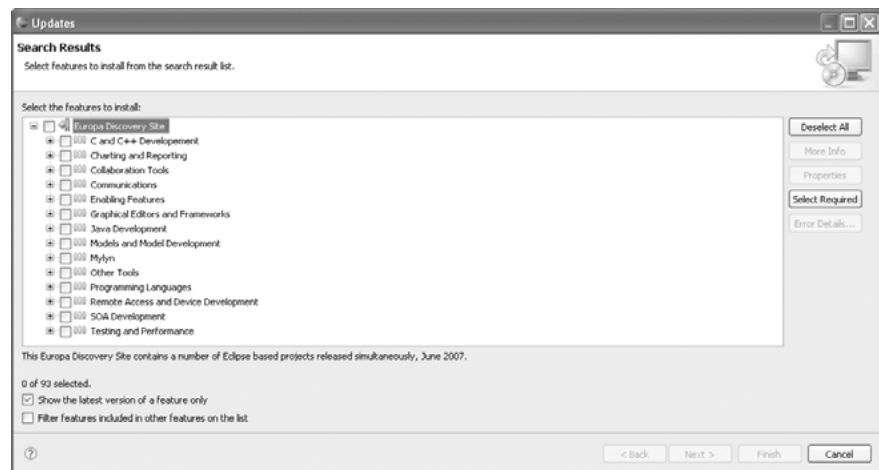 Updates
Search Results
Select features to install from the search result list.
Select the features to install:
Europa Discovery Site
C and C++ Developement
Charting and Reporting
Collaboration Tools
Communications
Enabling Features
Graphical Editors and Frameworks
Java Development
Models and Model Development
Mylyn
Other Tools
Programming Languages
Remote Access and Device Development
SOA Development
Testing and Performance
Deselect All
More Info
Properties
Select Required
Error Details...
This Europa Discovery Site contains a number of Eclipse based projects released simultaneously, June 2007.
0 of 93 selected.
Show the latest version of a feature only
Filter features included in other features on the list
< Back
Next >
Finish
Cancel